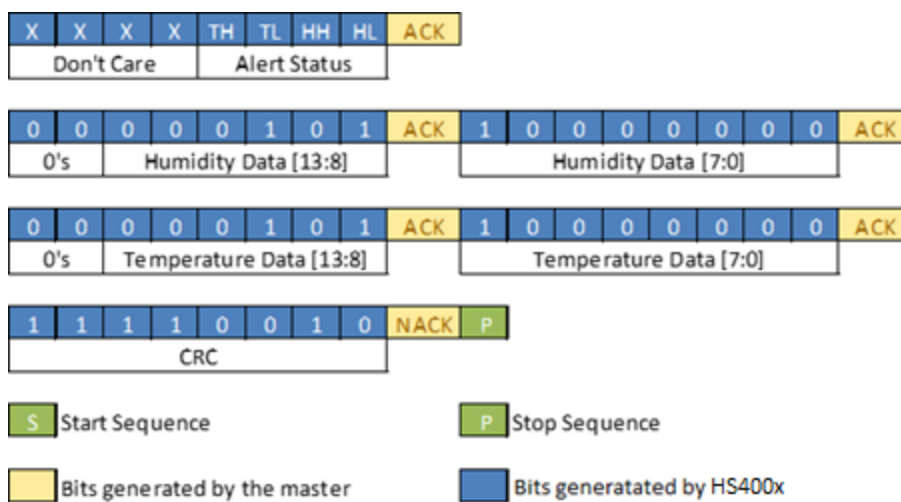 X X X X TH TL HH HL ACK
Don't Care Alert Status
0 0 0 0 0 1 0 1 ACK 1 0 0 0 0 0 0 0 ACK
0's Humidity Data [13:8] Humidity Data [7:0]
0 0 0 0 0 1 0 1 ACK 1 0 0 0 0 0 0 0 ACK
0's Temperature Data [13:8] Temperature Data [7:0]
1 1 1 1 0 0 1 0 NACK P
CRC
S Start Sequence P Stop Sequence
Bits generated by the master Bits generatated by HS400x